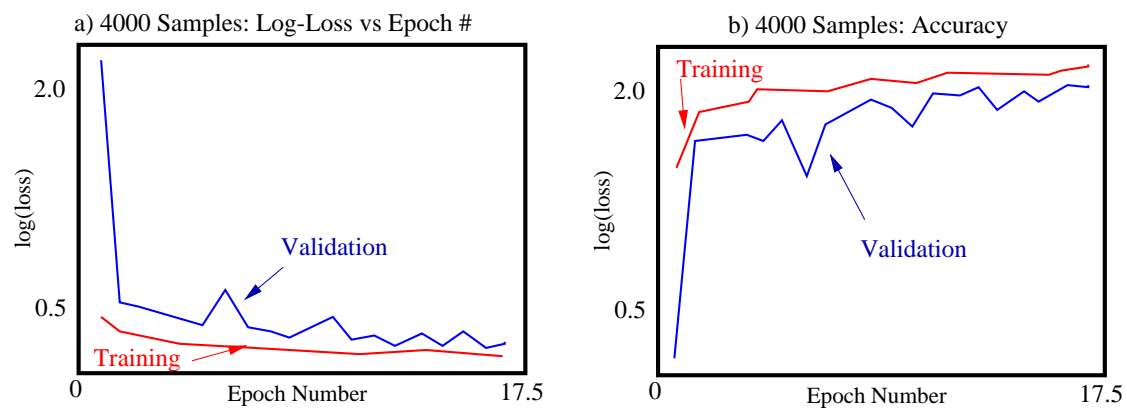 a) 4000 Samples: Log-Loss vs Epoch #
2.0
log(loss)
Validation
0.5
Training
0
Epoch Number
17.5
b) 4000 Samples: Accuracy
Training
2.0
log(loss)
Validation
0.5
0
Epoch Number
17.5